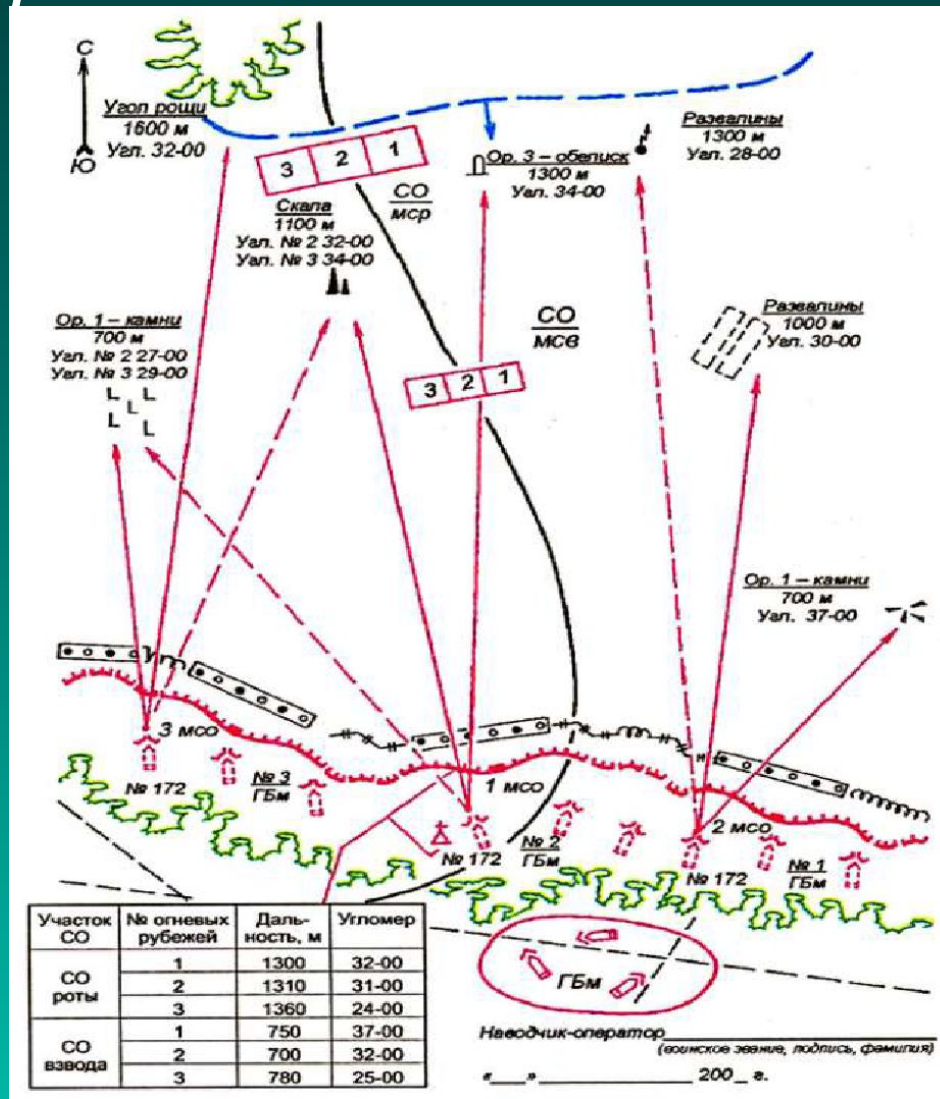 С
Ю
Угол рощи
1600 м
Угл. 32-00
3 2 1
СО
мср
Скала
1100 м
Угл. № 2 32-00
Угл. № 3 34-00
Ор. 3 – обелиск
1300 м
Угл. 34-00
Развалины
1300 м
Угл. 28-00
Ор. 1 – камни
700 м
Угл. № 2 27-00
Угл. № 3 29-00
L L
L
L L
СО
мсв
3 2 1
Развалины
1000 м
Угл. 30-00
Ор. 1 – камни
700 м
Угл. 37-00
3 мсо
№ 172
№ 3
ГБм
1 мсо
№ 172
№ 2
ГБм
2 мсо
№ 172
№ 1
ГБм
ГБм
Участок СО | № огневых рубежей | Даль- ность, м | Угломер
СО роты | 1 | 1300 | 32-00
2 | 1310 | 31-00
3 | 1360 | 24-00
СО взвода | 1 | 750 | 37-00
2 | 700 | 32-00
3 | 780 | 25-00
Наводчик-оператор
(воинское звание, подпись, фамилия)
«___»____________ 200_ г.